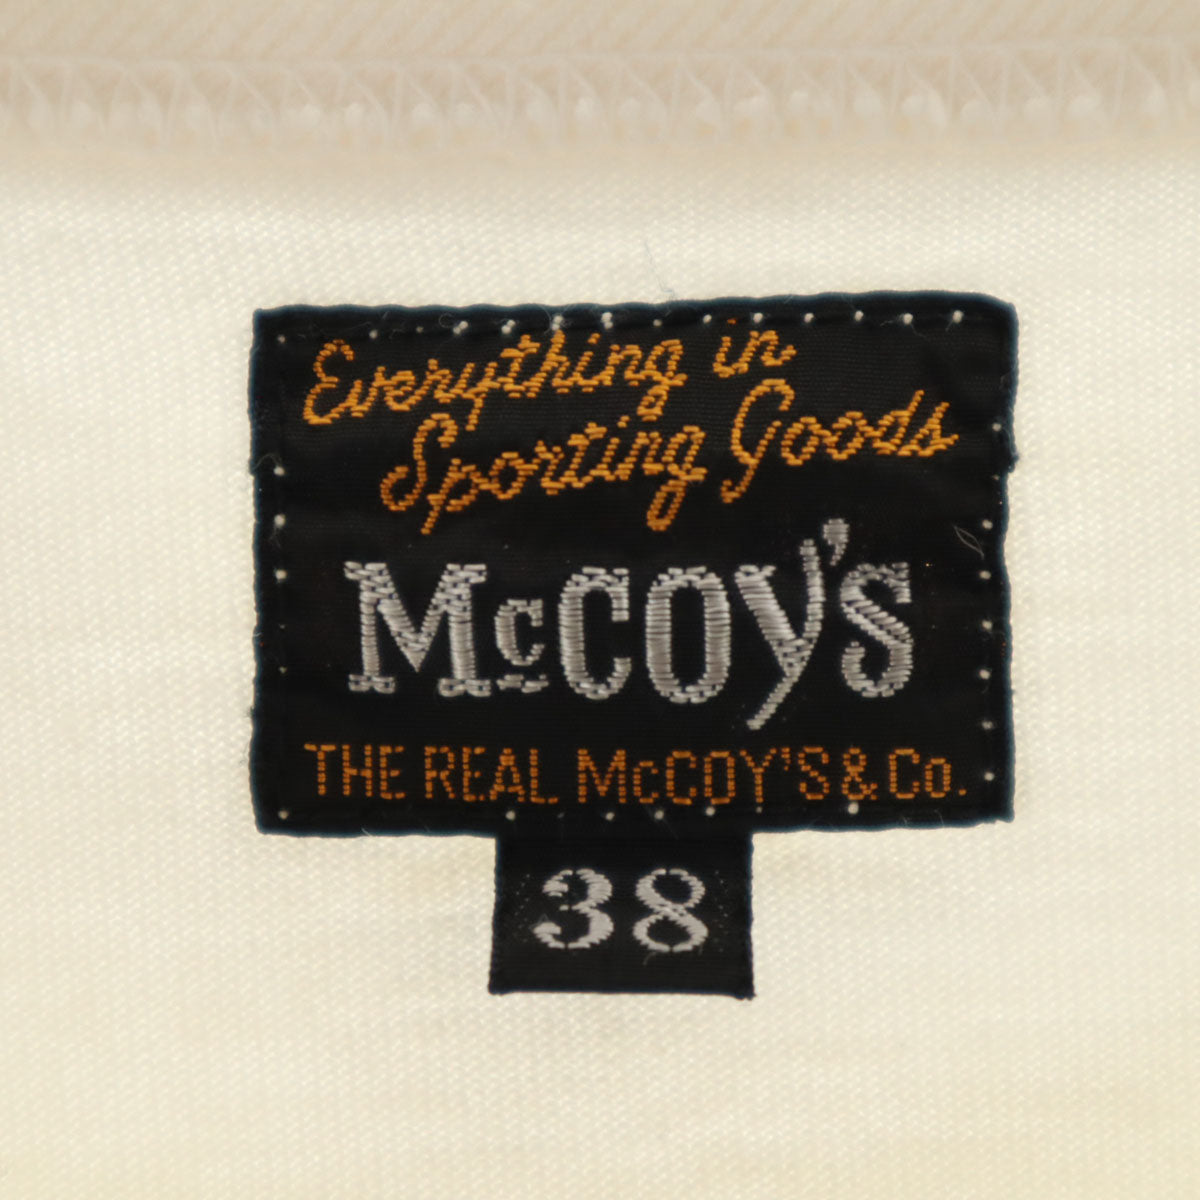 Everything in
Sporting Goods
McCOY'S
THE REAL McCOY'S & Co.
38